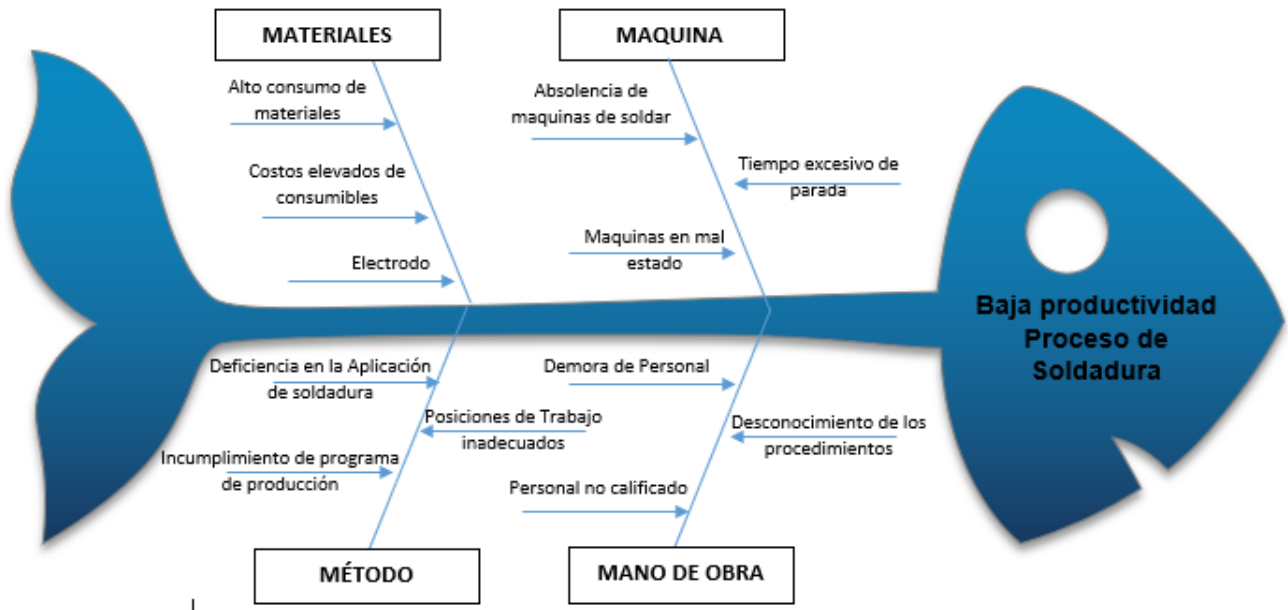 MATERIALES
MAQUINA
Alto consumo de
materiales
Costos elevados de
consumibles
Electrodo
Absolencia de
maquinas de soldar
Tiempo excesivo de
parada
Maquinas en mal
estado
Baja productividad
Proceso de
Soldadura
Deficiencia en la Aplicación
de soldadura
Posiciones de Trabajo
inadecuados
Incumplimiento de programa
de producción
Demora de Personal
Desconocimiento de los
procedimientos
Personal no calificado
MÉTODO
MANO DE OBRA